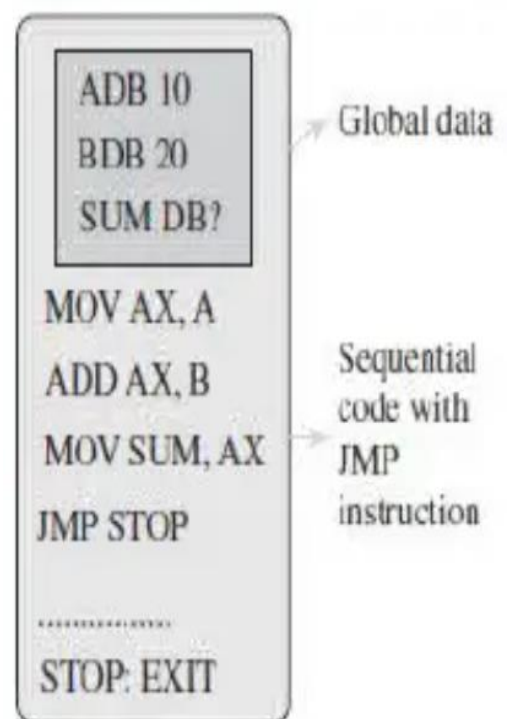 ADB 10
BDB 20
SUM DB?
Global data
MOV AX, A
ADD AX, B
MOV SUM, AX
JMP STOP
...............
STOP: EXIT
Sequential
code with
JMP
instruction